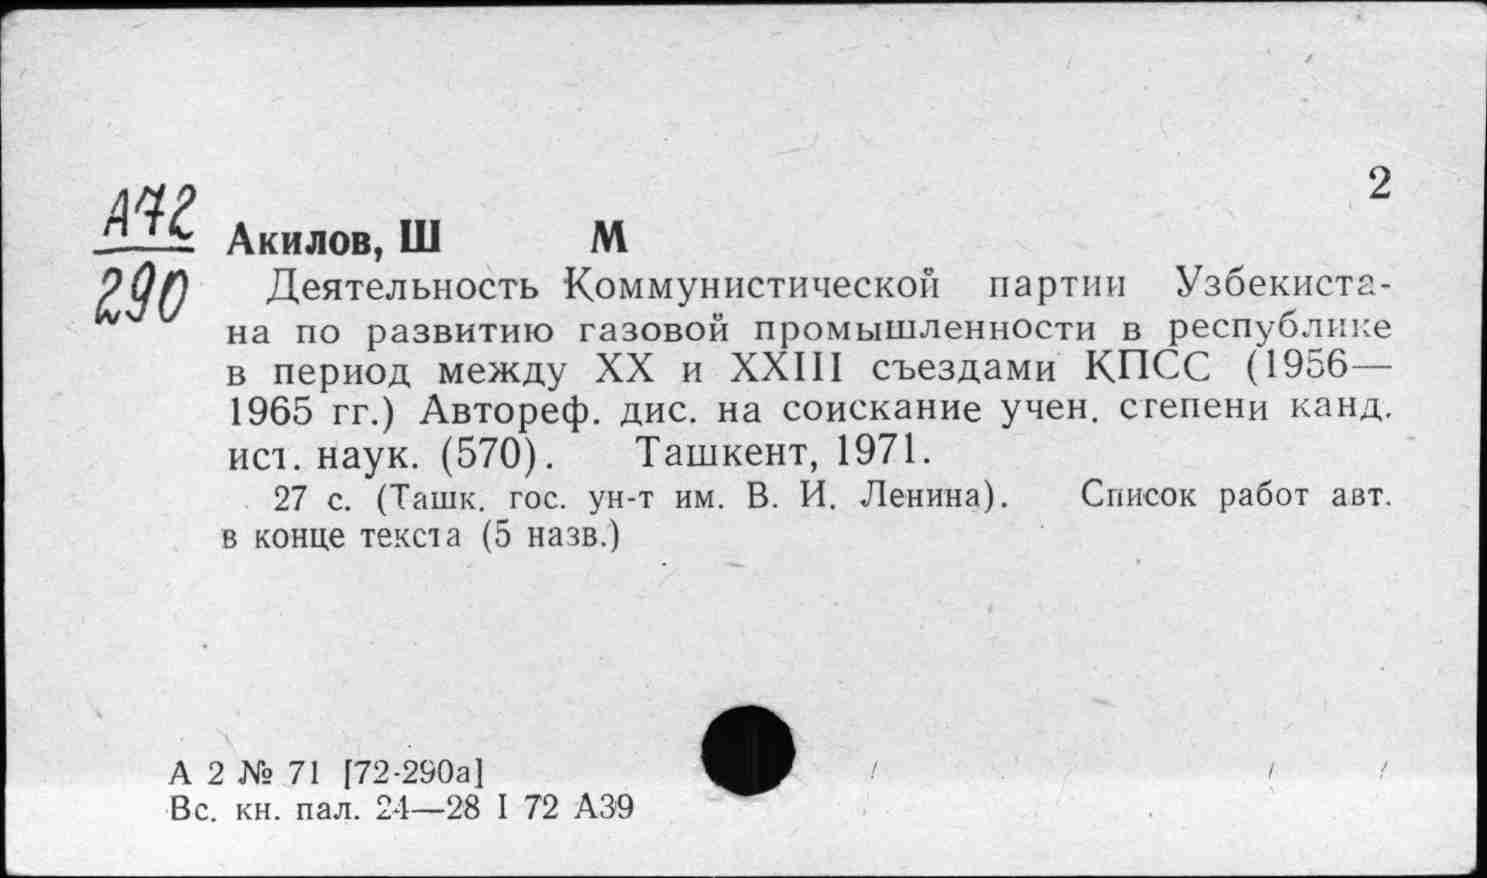 2
А72
290
Акилов, Ш М
Деятельность Коммунистической партии Узбекиста-
на по развитию газовой промышленности в республике
в период между XX и XXIII съездами КПСС (1956—
1965 гг.) Автореф. дис. на соискание учен. степени канд.
ист. наук. (570). Ташкент, 1971.
27 с. (Ташк. гос. ун-т им. В. И. Ленина). Список работ авт.
в конце текста (5 назв.)
А 2 № 71 [72-290а]
Вс. кн. пал. 24—28 I 72 А39